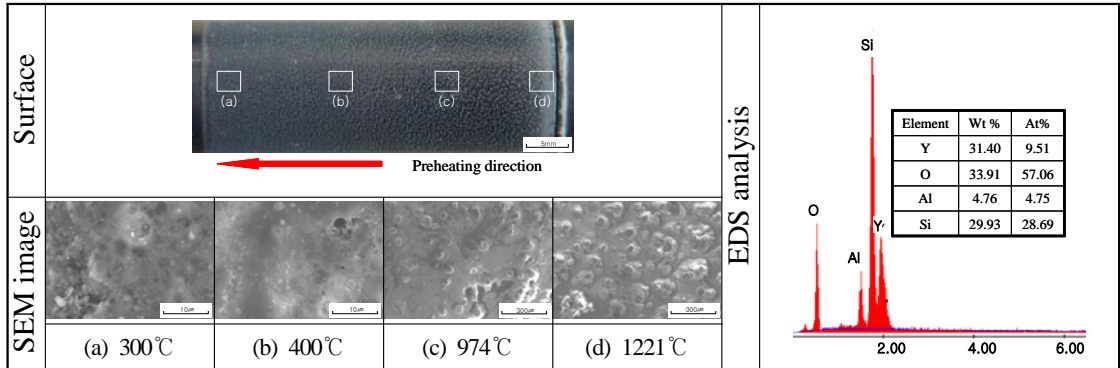 Surface
(a)
(b)
(c)
(d)
5mm
Preheating direction
SEM image
10μm
10μm
300μm
300μm
(a) 300℃
(b) 400℃
(c) 974℃
(d) 1221℃
EDS analysis
Si
O
Al
Y
Element Wt % At%
Y 31.40 9.51
O 33.91 57.06
Al 4.76 4.75
Si 29.93 28.69
2.00 4.00 6.00